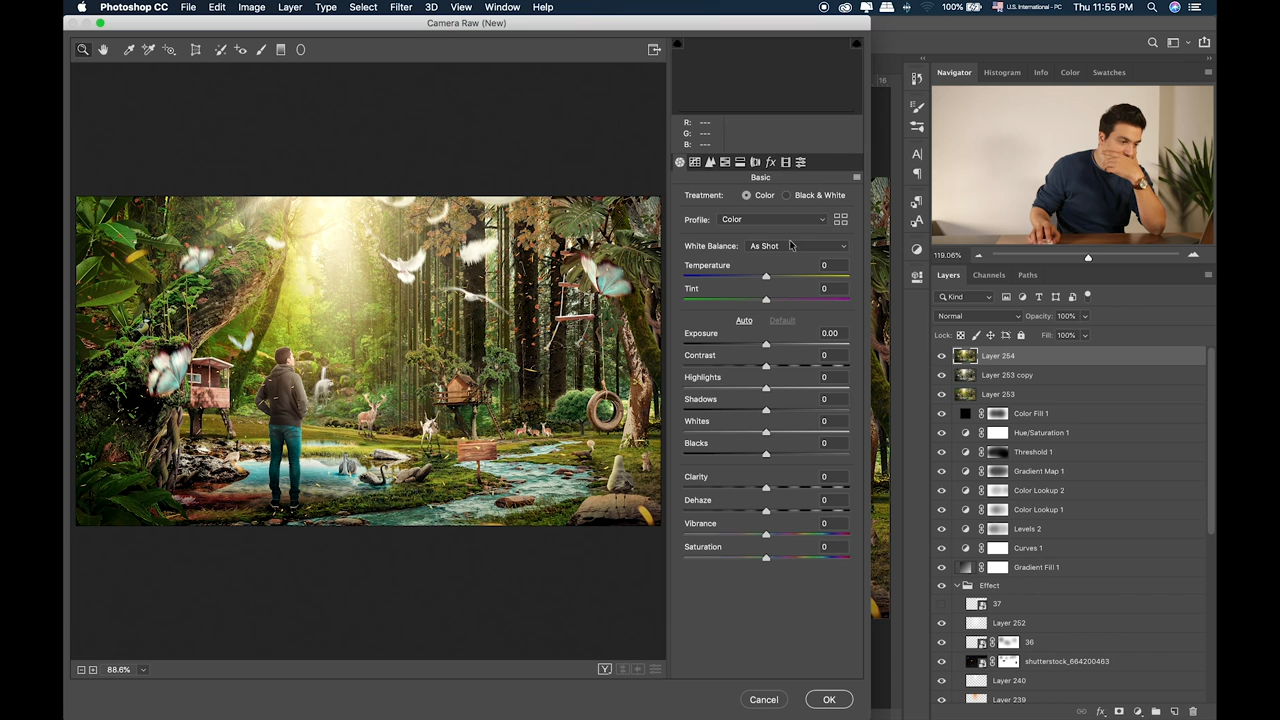 Photoshop CC File Edit Image Layer Type Select Filter 3D View Window Help
100% U.S. International - PC Thu 11:55 PM
Camera Raw (New)
16
R: ---
G: ---
B: ---
Basic
Treatment: Color Black & White
Profile: Color
White Balance: As Shot
Temperature 0
Tint 0
Auto Default
Exposure 0.00
Contrast 0
Highlights 0
Shadows 0
Whites 0
Blacks 0
Clarity 0
Dehaze 0
Vibrance 0
Saturation 0
88.6%
Cancel OK
Navigator Histogram Info Color Swatches
119.06%
Layers Channels Paths
Kind
Normal Opacity: 100%
Lock: Fill: 100%
Layer 254
Layer 253 copy
Layer 253
Color Fill 1
Hue/Saturation 1
Threshold 1
Gradient Map 1
Color Lookup 2
Color Lookup 1
Levels 2
Curves 1
Gradient Fill 1
Effect
37
Layer 252
36
shutterstock_664200463
Layer 240
Layer 239